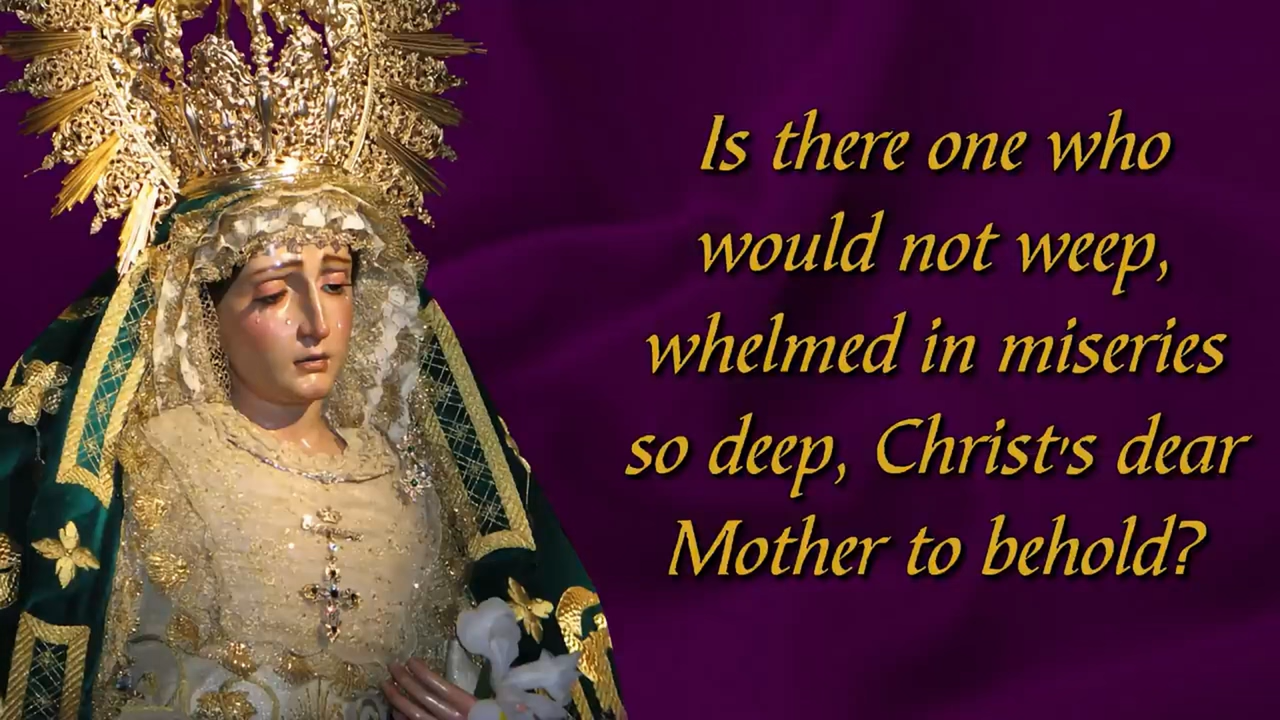 Is there one who
would not weep,
whelmed in miseries
so deep, Christ's dear
Mother to behold?